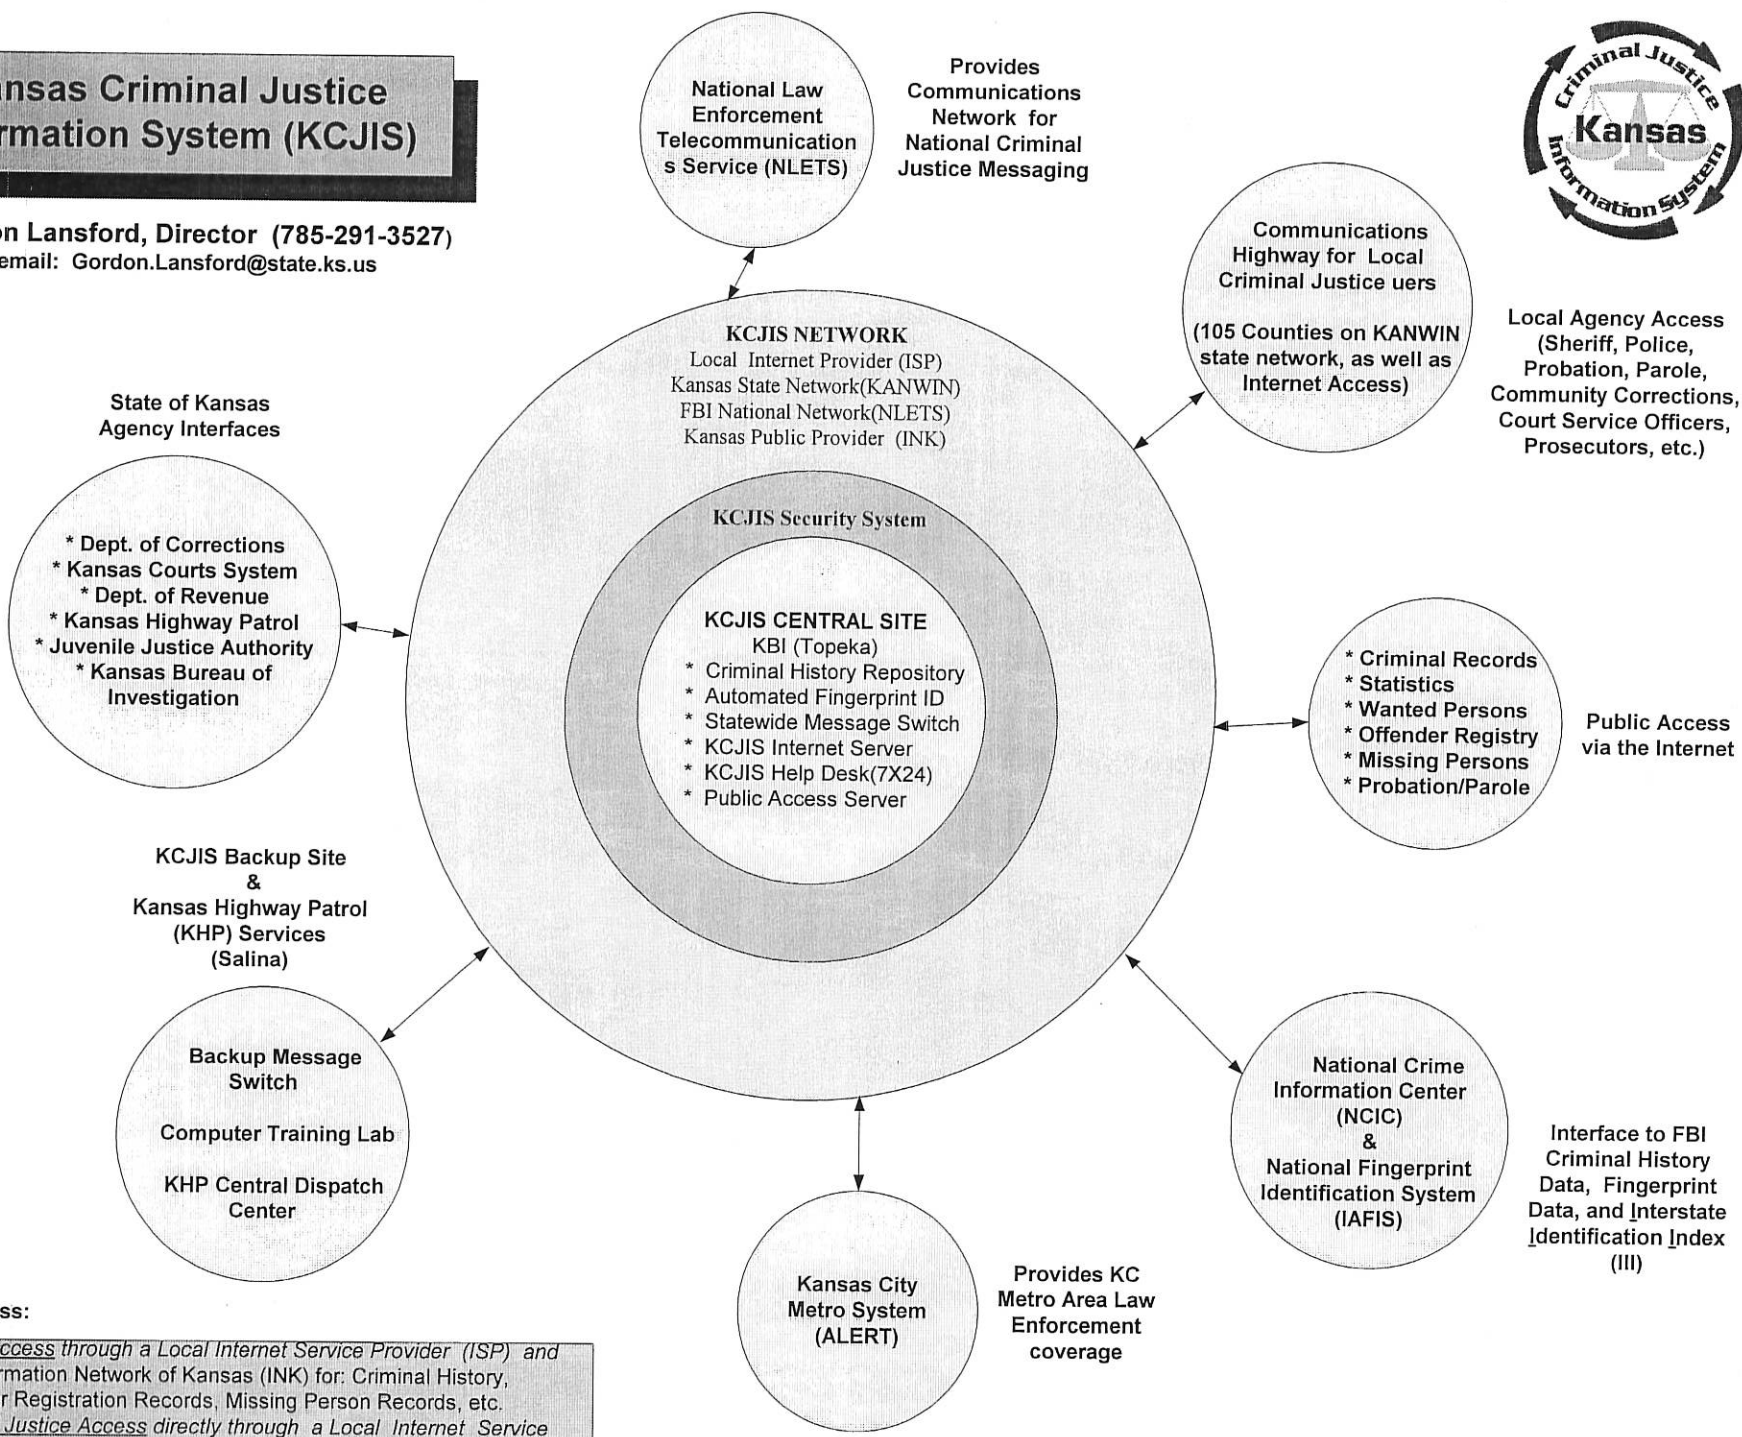 nsas Criminal Justice
rmation System (KCJIS)
on Lansford, Director (785-291-3527)
email: Gordon.Lansford@state.ks.us
National Law
Enforcement
Telecommunication
s Service (NLETS)
Provides
Communications
Network for
National Criminal
Justice Messaging
Criminal Justice
Kansas
Information System
Communications
Highway for Local
Criminal Justice uers
(105 Counties on KANWIN
state network, as well as
Internet Access)
Local Agency Access
(Sheriff, Police,
Probation, Parole,
Community Corrections,
Court Service Officers,
Prosecutors, etc.)
KCJIS NETWORK
Local Internet Provider (ISP)
Kansas State Network(KANWIN)
FBI National Network(NLETS)
Kansas Public Provider (INK)
State of Kansas
Agency Interfaces
* Dept. of Corrections
* Kansas Courts System
* Dept. of Revenue
* Kansas Highway Patrol
* Juvenile Justice Authority
* Kansas Bureau of
Investigation
KCJIS Security System
KCJIS CENTRAL SITE
KBI (Topeka)
* Criminal History Repository
* Automated Fingerprint ID
* Statewide Message Switch
* KCJIS Internet Server
* KCJIS Help Desk(7X24)
* Public Access Server
* Criminal Records
* Statistics
* Wanted Persons
* Offender Registry
* Missing Persons
* Probation/Parole
Public Access
via the Internet
KCJIS Backup Site
&
Kansas Highway Patrol
(KHP) Services
(Salina)
Backup Message
Switch
Computer Training Lab
KHP Central Dispatch
Center
National Crime
Information Center
(NCIC)
&
National Fingerprint
Identification System
(IAFIS)
Interface to FBI
Criminal History
Data, Fingerprint
Data, and Interstate
Identification Index
(III)
Kansas City
Metro System
(ALERT)
Provides KC
Metro Area Law
Enforcement
coverage
ss:
ccess through a Local Internet Service Provider (ISP) and
rmation Network of Kansas (INK) for: Criminal History,
r Registration Records, Missing Person Records, etc.
Justice Access directly through a Local Internet Service